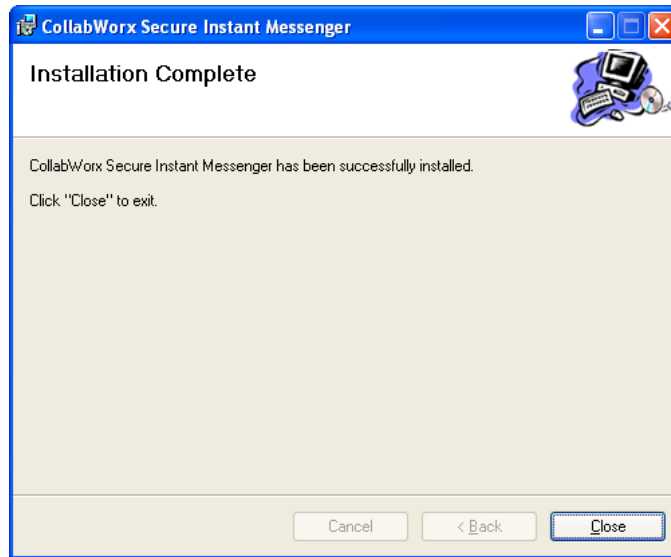 CollabWorx Secure Instant Messenger
Installation Complete
CollabWorx Secure Instant Messenger has been successfully installed.
Click "Close" to exit.
Cancel
< Back
Close